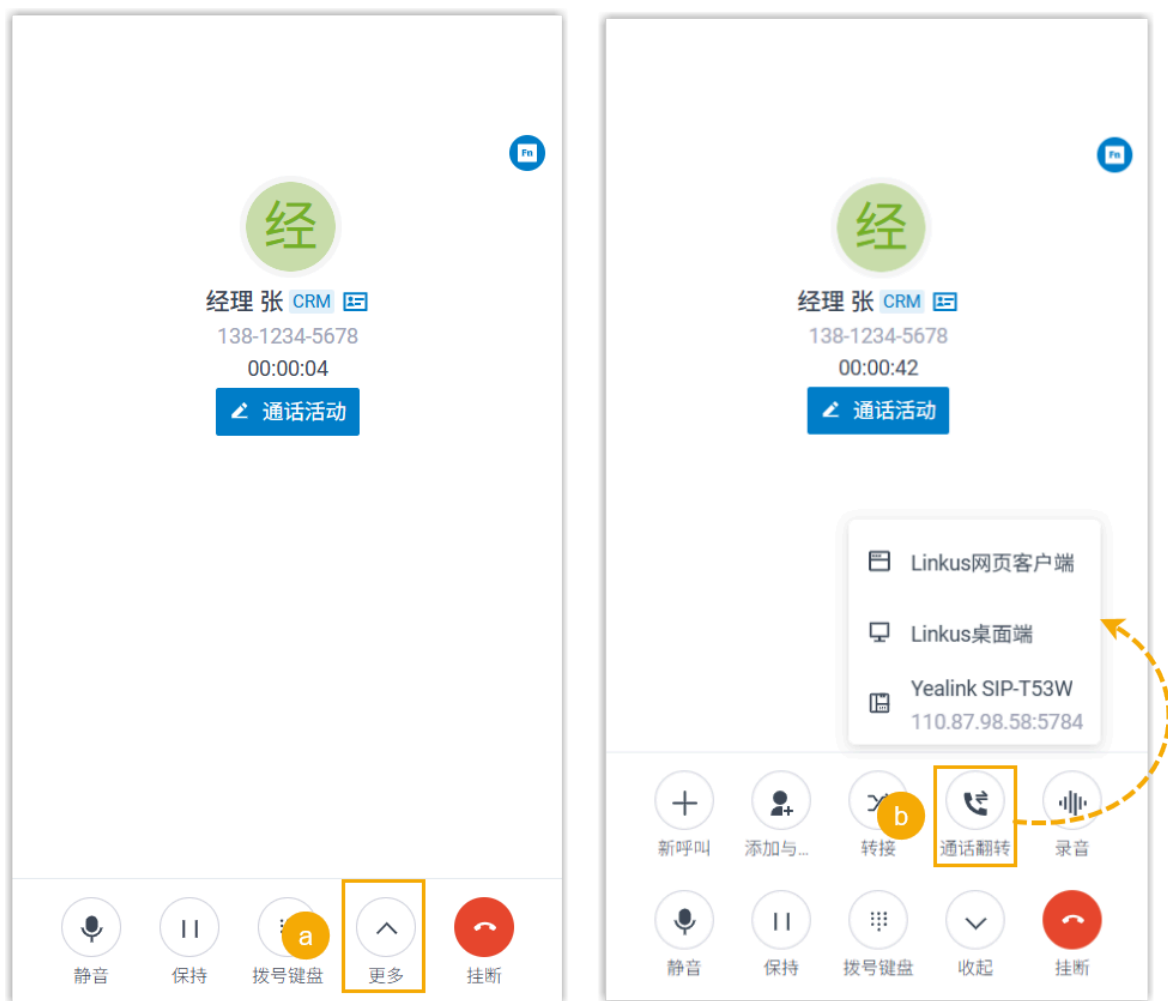 Fn
经
经理 张 CRM
138-1234-5678
00:00:04
通话活动
a
静音 保持 拨号键盘 更多 挂断
Fn
经
经理 张 CRM
138-1234-5678
00:00:42
通话活动
Linkus网页客户端
Linkus桌面端
Yealink SIP-T53W
110.87.98.58:5784
b
新呼叫 添加与... 转接 通话翻转 录音
静音 保持 拨号键盘 收起 挂断